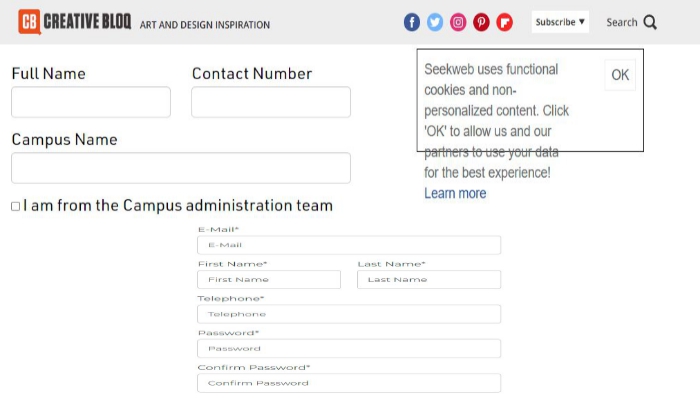 CB CREATIVE BLOQ ART AND DESIGN INSPIRATION Subscribe ▼ Search
Full Name Contact Number
Campus Name
I am from the Campus administration team
Seekweb uses functional
cookies and non-
personalized content. Click
'OK' to allow us and our
partners to use your data
for the best experience!
Learn more
OK
E-Mail*
E-Mail
First Name* Last Name*
First Name Last Name
Telephone*
Telephone
Password*
Password
Confirm Password*
Confirm Password